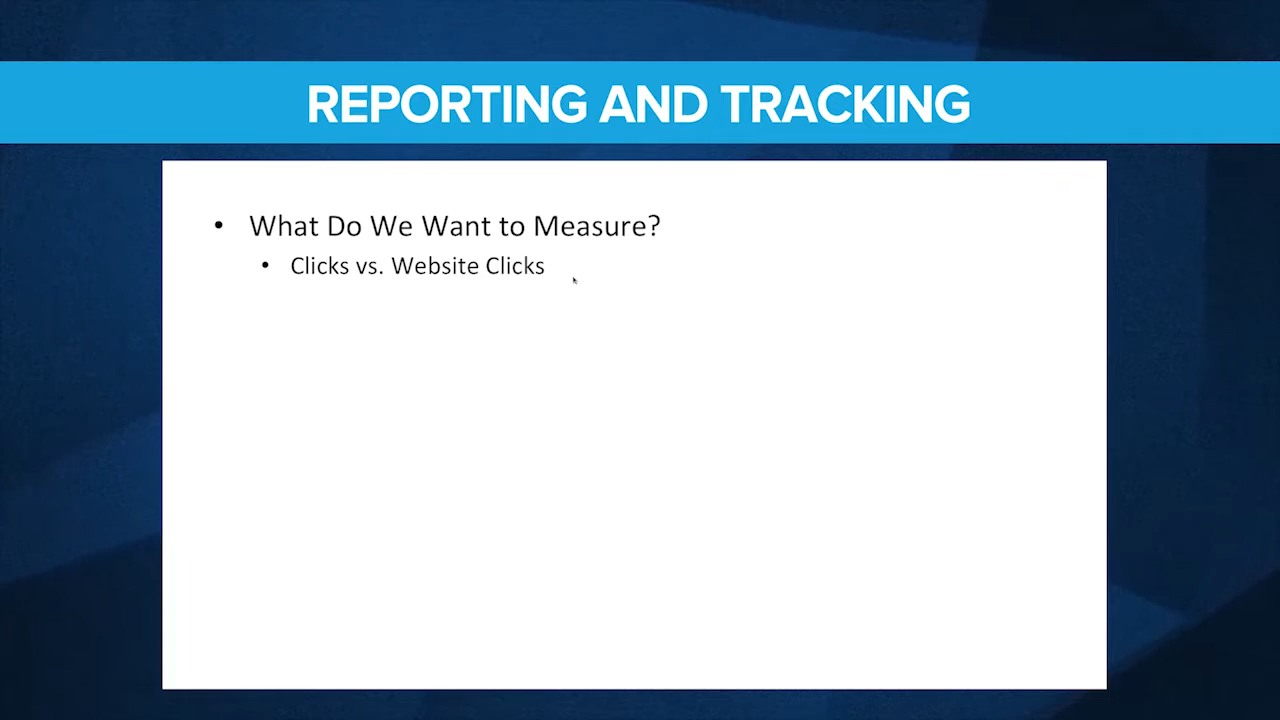 REPORTING AND TRACKING
• What Do We Want to Measure?
• Clicks vs. Website Clicks